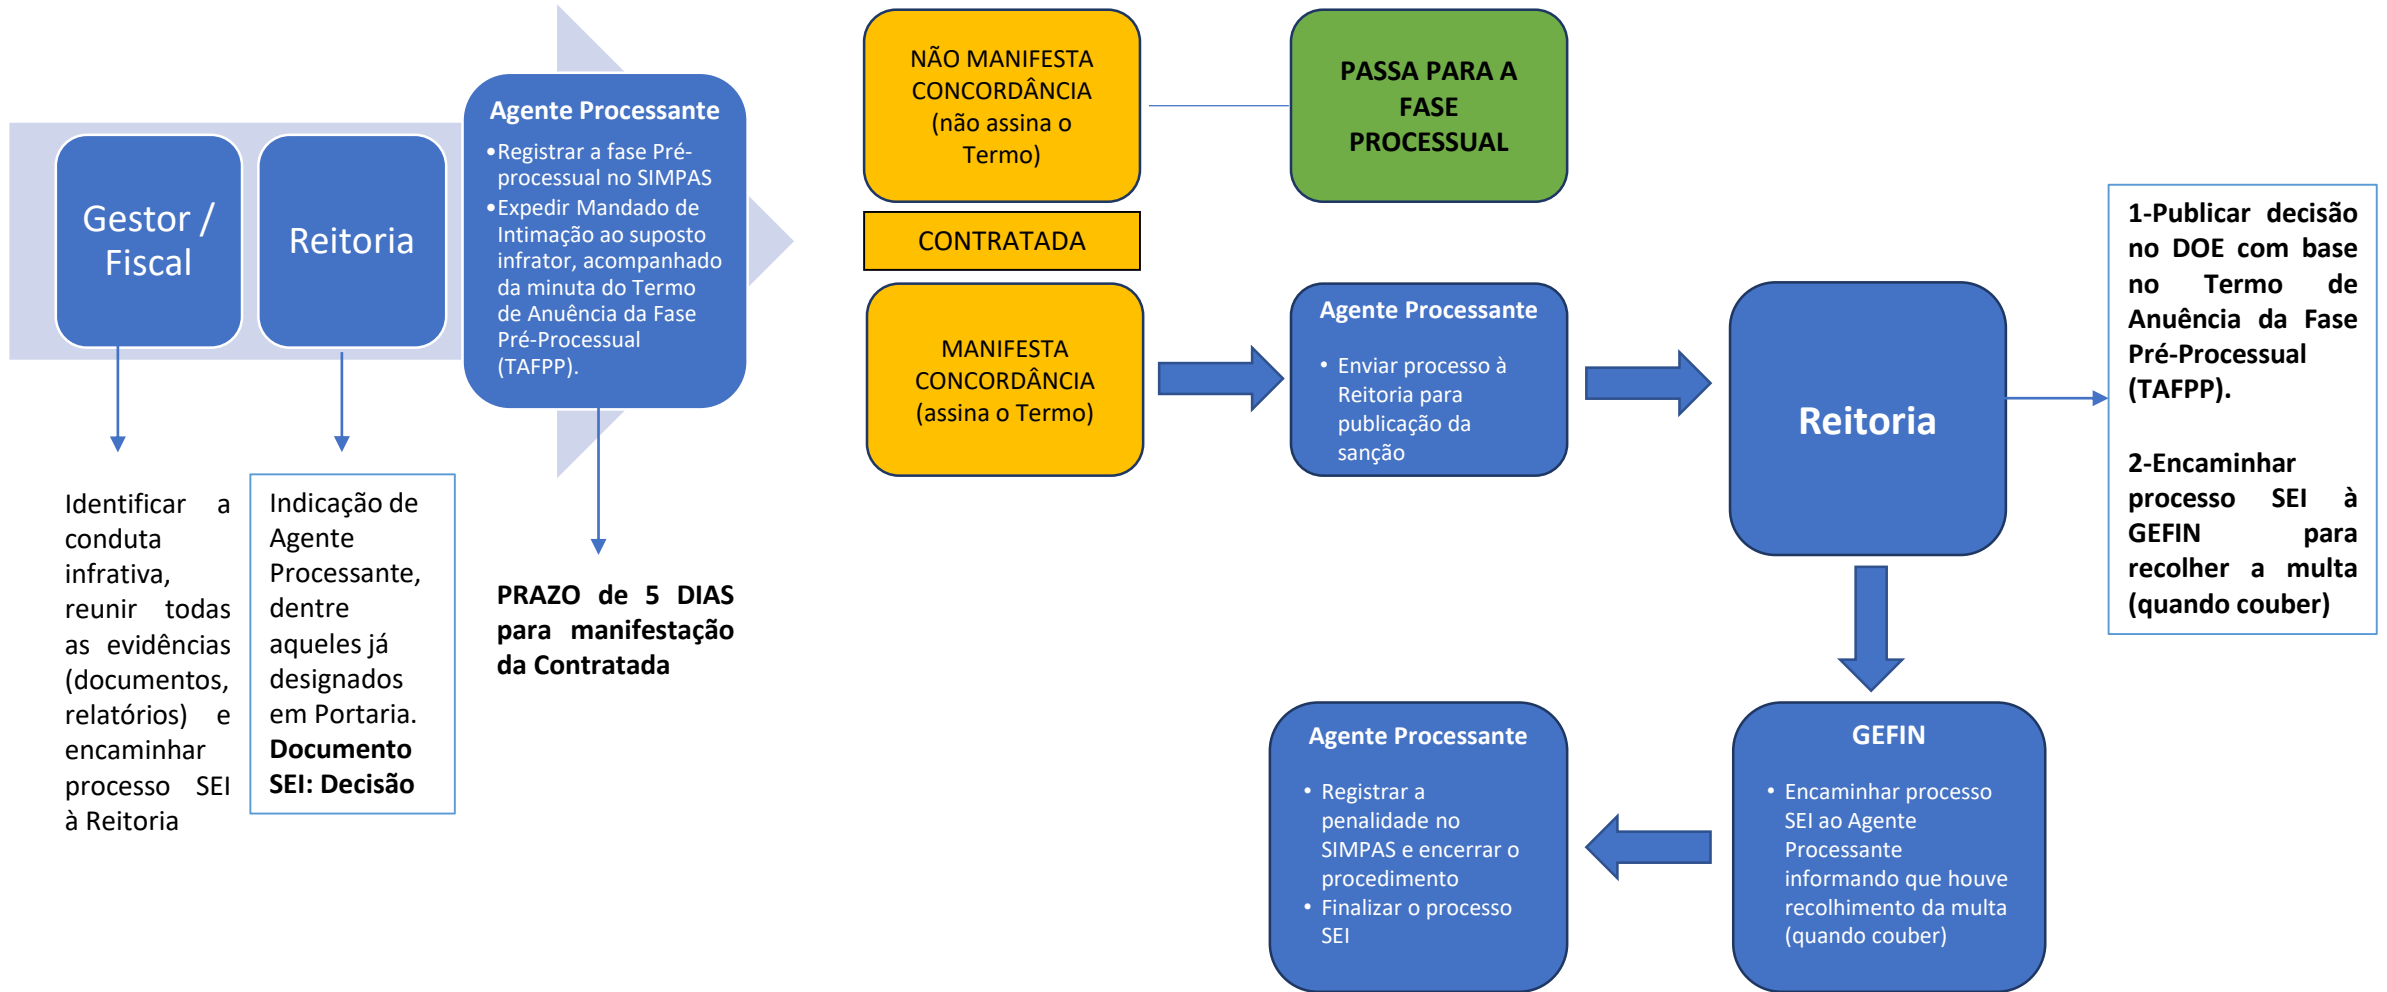 Gestor /
Fiscal
Identificar a
conduta
infrativa,
reunir todas
as evidências
(documentos,
relatórios) e
encaminhar
processo SEI
à Reitoria
Reitoria
Indicação de
Agente
Processante,
dentre
aqueles já
designados
em Portaria.
Documento
SEI: Decisão
Agente Processante
•Registrar a fase Pré-
processual no SIMPAS
•Expedir Mandado de
Intimação ao suposto
infrator, acompanhado
da minuta do Termo
de Anuência da Fase
Pré-Processual
(TAFPP).
PRAZO de 5 DIAS
para manifestação
da Contratada
NÃO MANIFESTA
CONCORDÂNCIA
(não assina o
Termo)
PASSA PARA A
FASE
PROCESSUAL
CONTRATADA
MANIFESTA
CONCORDÂNCIA
(assina o Termo)
Agente Processante
• Enviar processo à
Reitoria para
publicação da
sanção
Reitoria
1-Publicar decisão
no DOE com base
no Termo de
Anuência da Fase
Pré-Processual
(TAFPP).
2-Encaminhar
processo SEI à
GEFIN para
recolher a multa
(quando couber)
GEFIN
• Encaminhar processo
SEI ao Agente
Processante
informando que houve
recolhimento da multa
(quando couber)
Agente Processante
• Registrar a
penalidade no
SIMPAS e encerrar o
procedimento
• Finalizar o processo
SEI